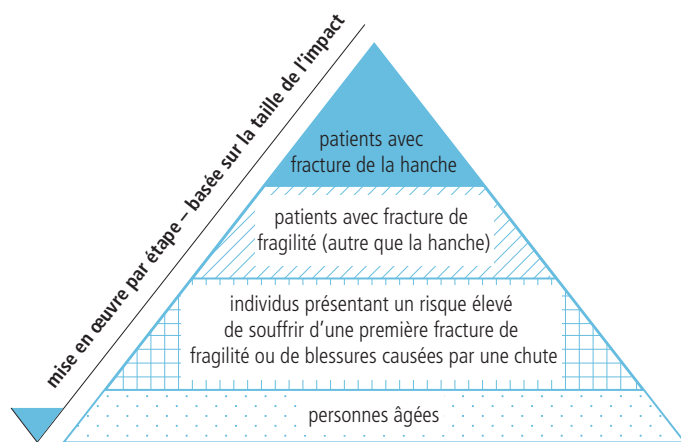 mise en œuvre par étape – basée sur la taille de l'impact
patients avec
fracture de la hanche
patients avec fracture de
fragilité (autre que la hanche)
individus présentant un risque élevé
de souffrir d'une première fracture de
fragilité ou de blessures causées par une chute
personnes âgées